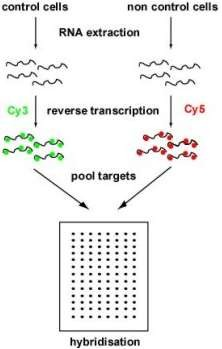 control cells non control cells
RNA extraction
Cy3 reverse transcription Cy5
pool targets
hybridisation